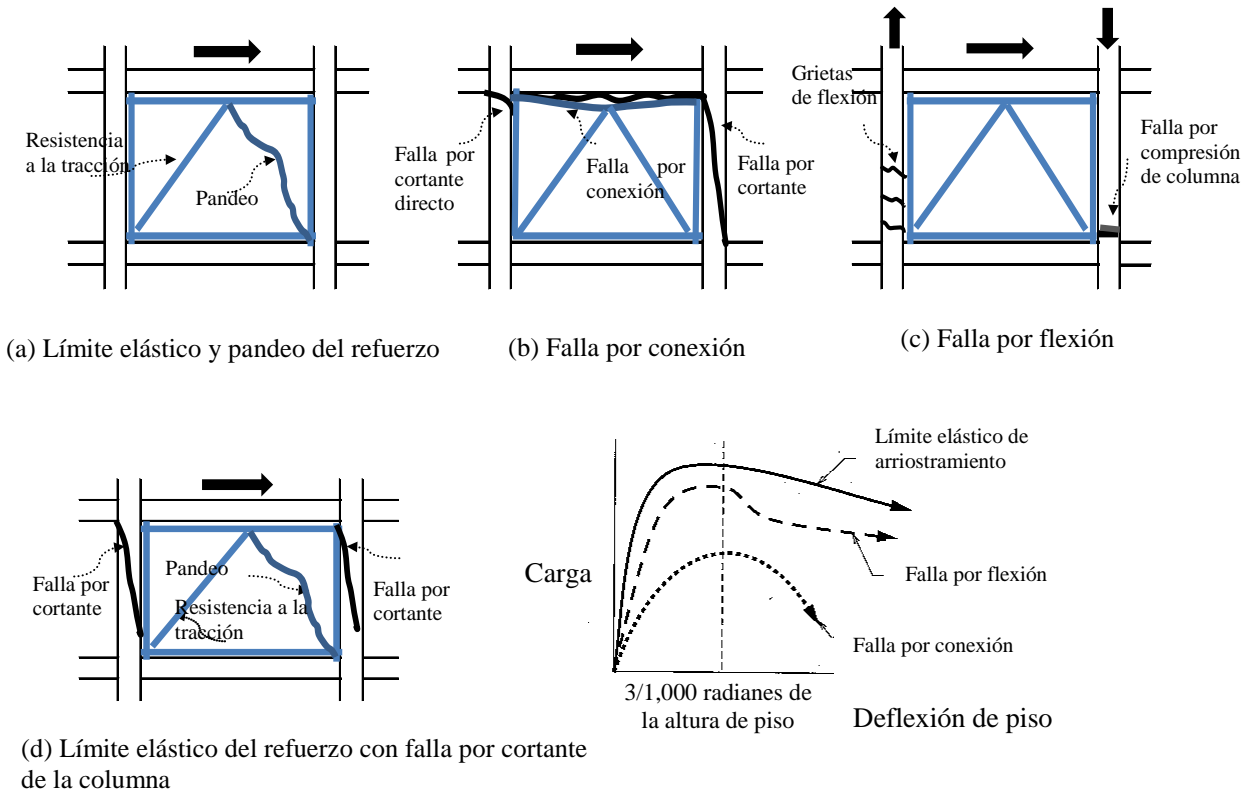 Resistencia
a la tracción
Pandeo
(a) Límite elástico y pandeo del refuerzo
Falla por
cortante
directo
Falla por
conexión
Falla por
cortante
(b) Falla por conexión
Grietas
de flexión
Falla por
compresión
de columna
(c) Falla por flexión
Falla por
cortante
Pandeo
Resistencia a la
tracción
Falla por
cortante
(d) Límite elástico del refuerzo con falla por cortante
de la columna
Carga
Límite elástico de
arriostramiento
Falla por flexión
Falla por conexión
3/1,000 radianes de
la altura de piso
Deflexión de piso